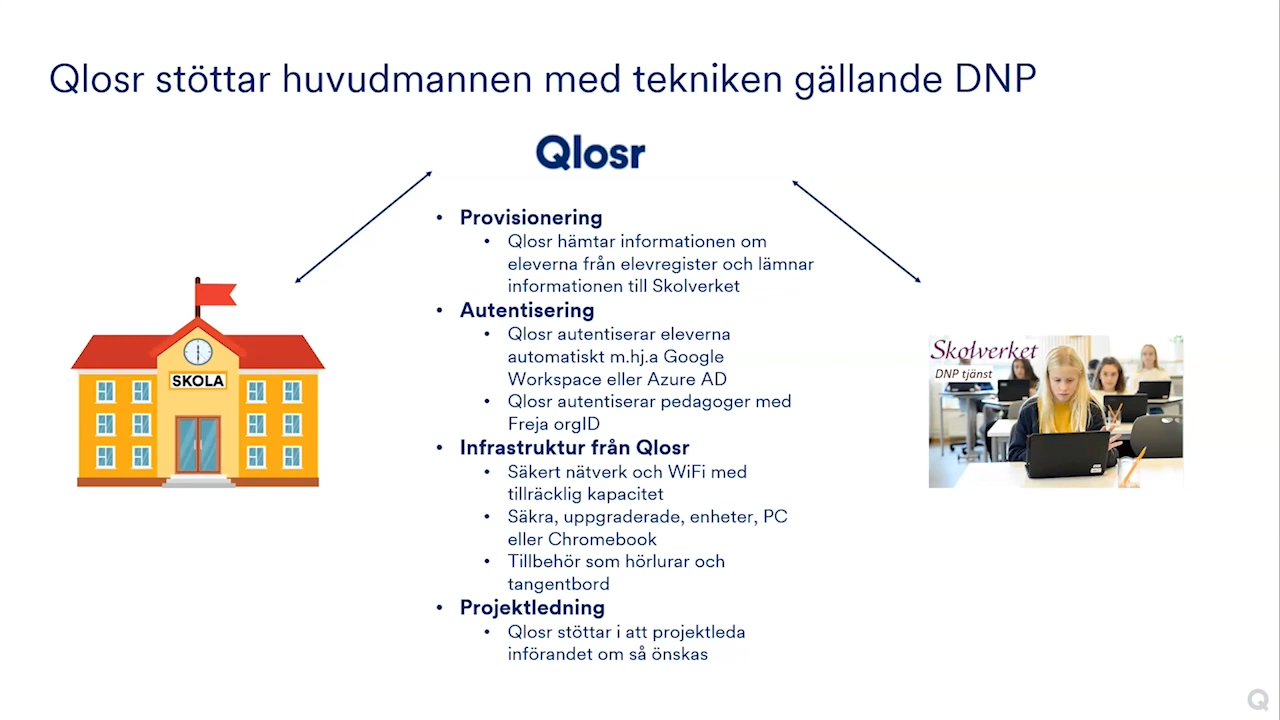 Qlosr stöttar huvudmannen med tekniken gällande DNP
Qlosr
• Provisionering
• Qlosr hämtar informationen om
eleverna från elevregister och lämnar
informationen till Skolverket
• Autentisering
• Qlosr autentiserar eleverna
automatiskt m.hj.a Google
Workspace eller Azure AD
• Qlosr autentiserar pedagoger med
Freja orgID
• Infrastruktur från Qlosr
• Säkert nätverk och WiFi med
tillräcklig kapacitet
• Säkra, uppgraderade, enheter, PC
eller Chromebook
• Tillbehör som hörlurar och
tangentbord
• Projektledning
• Qlosr stöttar i att projektleda
införandet om så önskas
SKOLA
Skolverket
DNP tjänst
Q